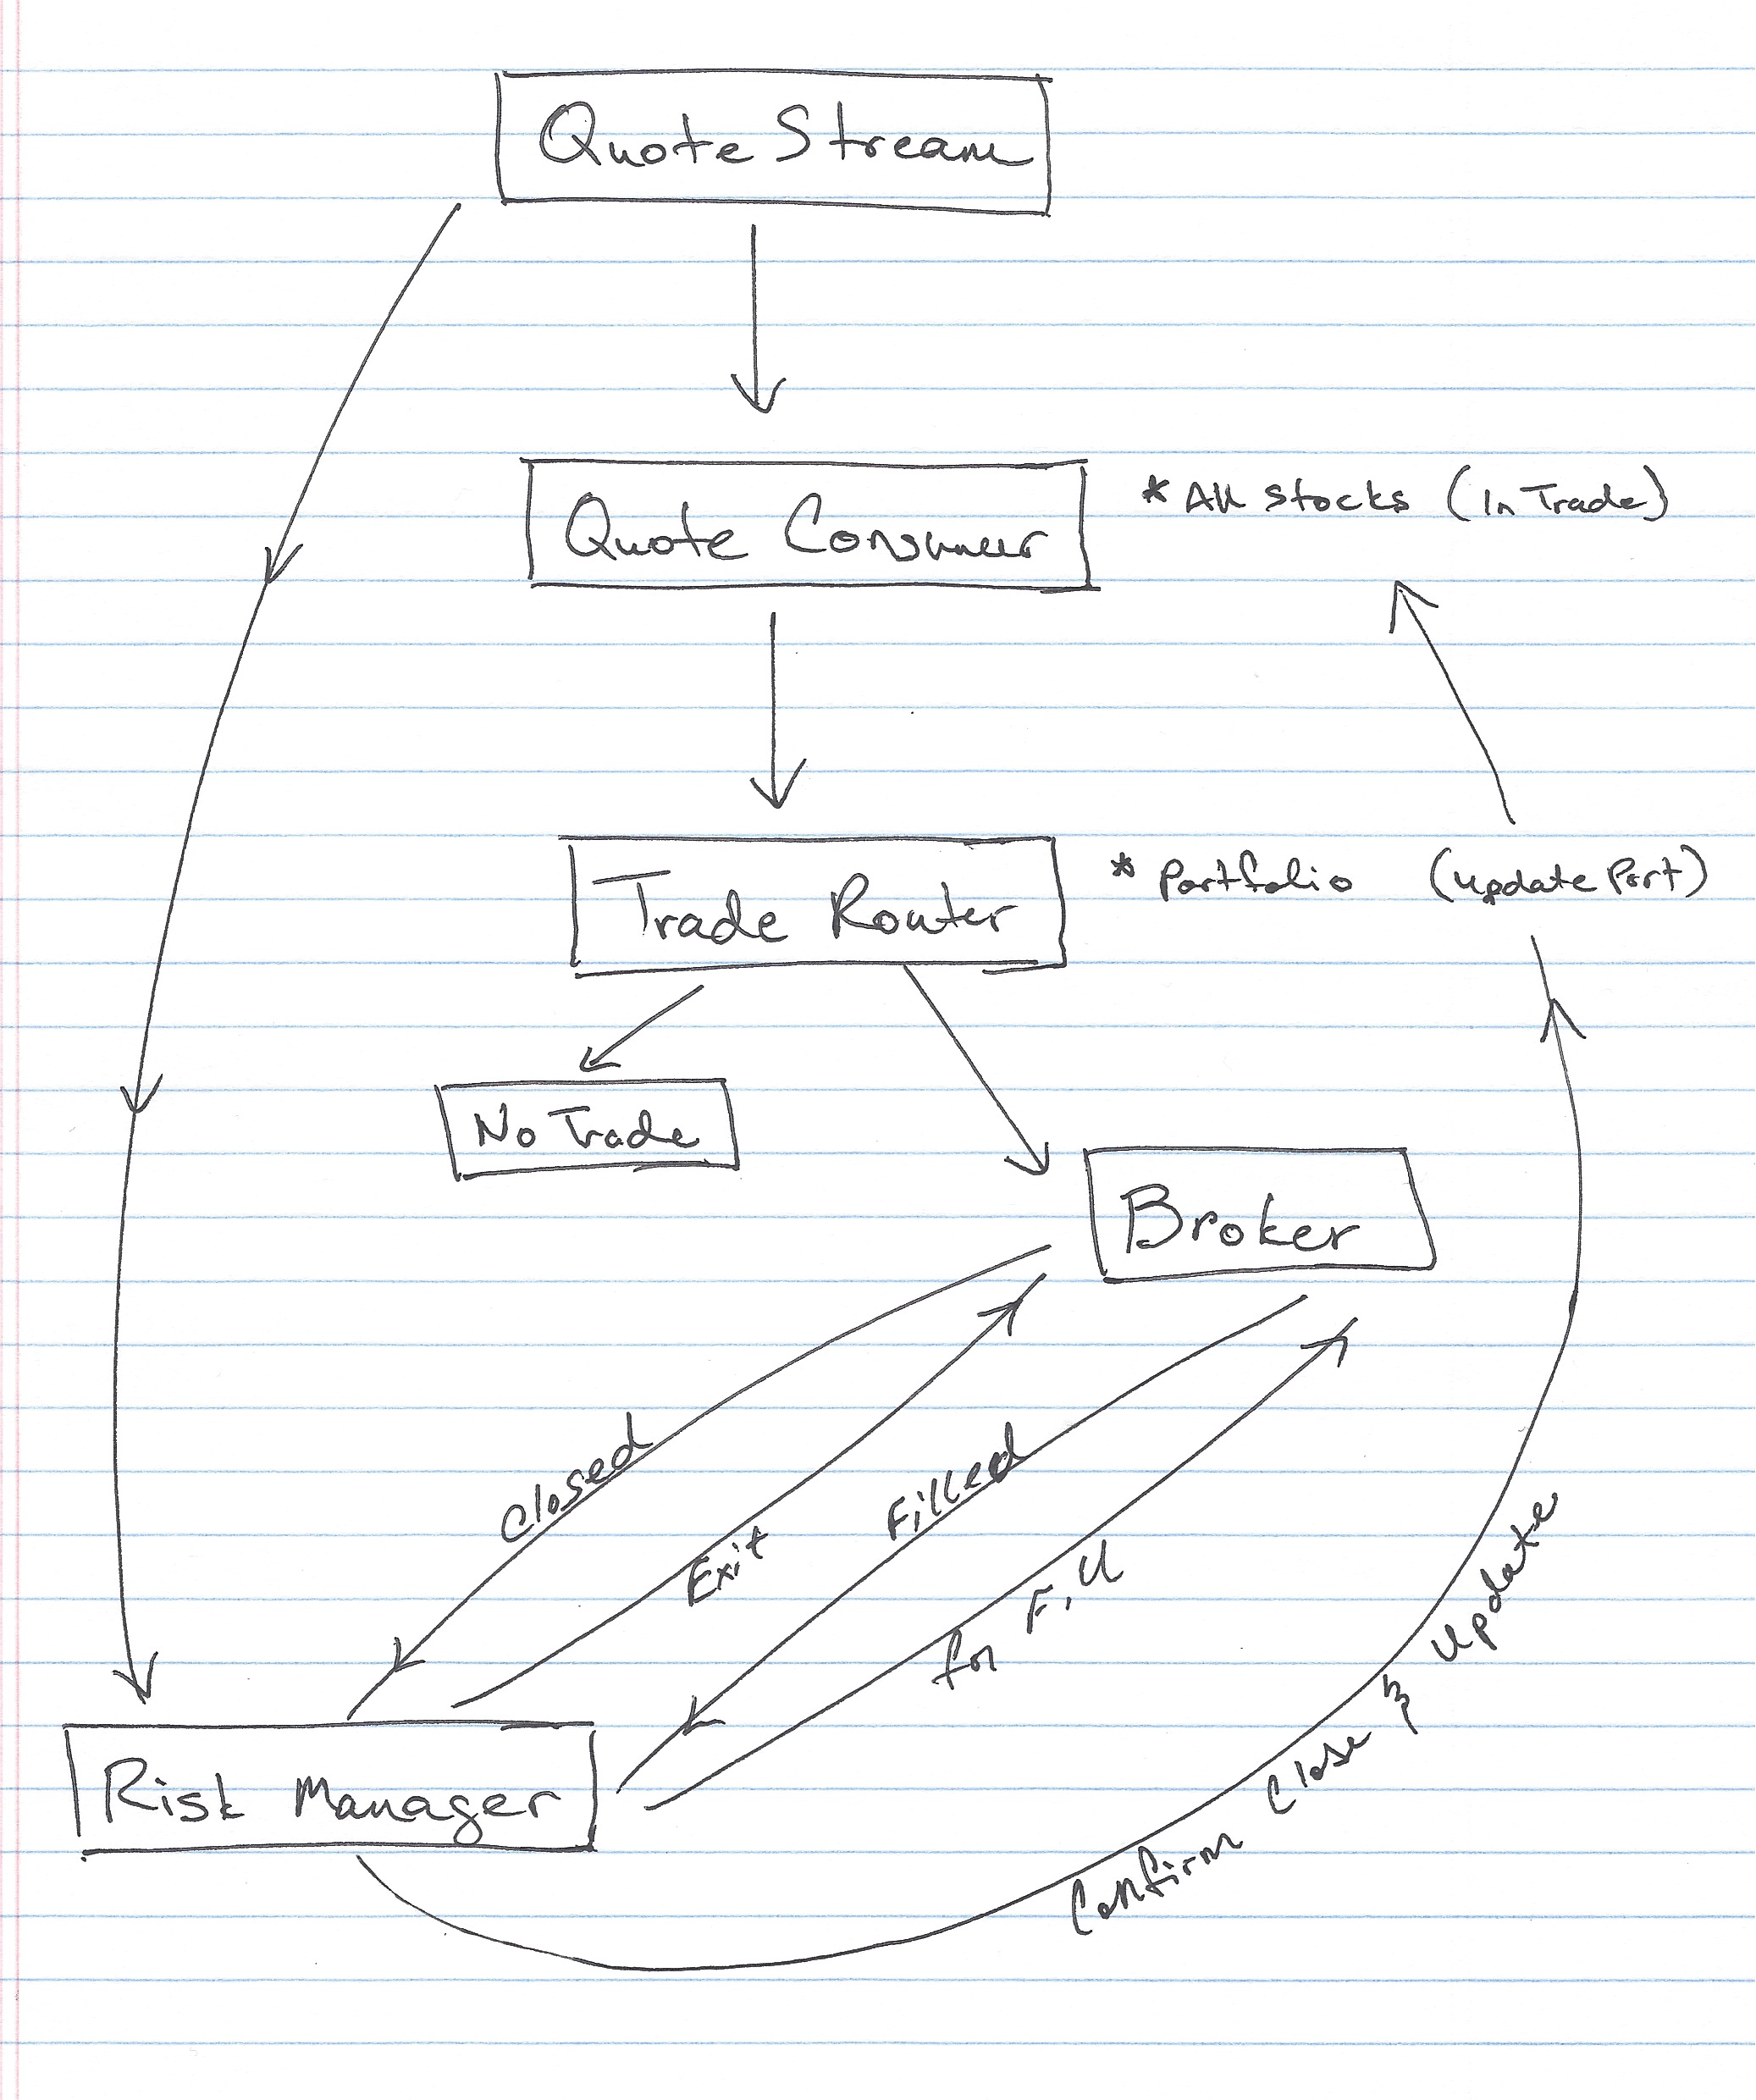 Quote Stream
Quote Consumer
* All stocks (In Trade)
Trade Router
* Portfolio (Update Port)
No Trade
Broker
Closed
Exit
Filled
for Fill
Risk Manager
Confirm Close & Update